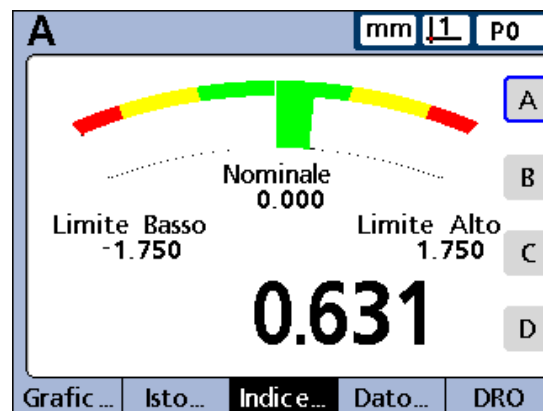 A
mm 1 P0
A
Nominale
0.000
B
Limite Basso
-1.750
Limite Alto
1.750
C
0.631
D
Grafic... Isto... Indice... Dato... DRO